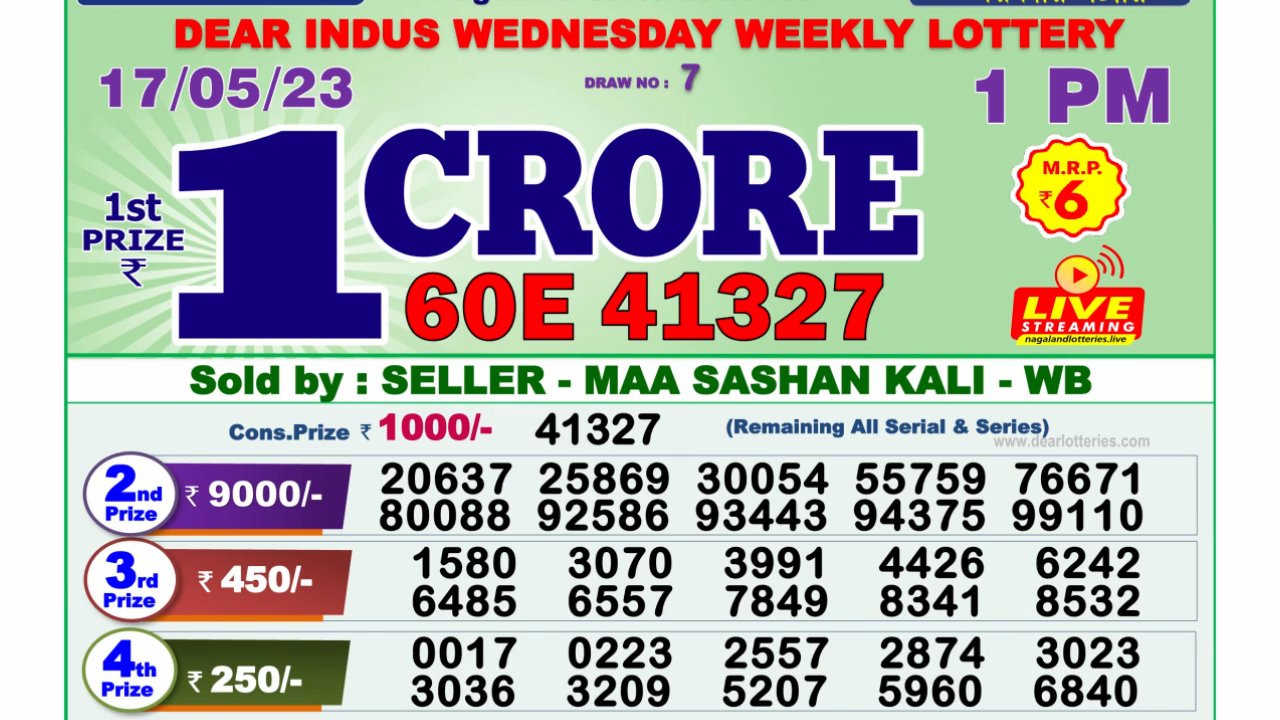 DEAR INDUS WEDNESDAY WEEKLY LOTTERY
17/05/23
DRAW NO : 7
1 PM
1st
PRIZE
₹
1 CRORE
60E 41327
M.R.P.
₹6
LIVE
STREAMING
nagalandlotteries.live
Sold by : SELLER - MAA SASHAN KALI - WB
Cons.Prize ₹ 1000/- 41327 (Remaining All Serial & Series)
www.dearlotteries.com
2nd Prize ₹ 9000/-
20637 25869 30054 55759 76671
80088 92586 93443 94375 99110
3rd Prize ₹ 450/-
1580 3070 3991 4426 6242
6485 6557 7849 8341 8532
4th Prize ₹ 250/-
0017 0223 2557 2874 3023
3036 3209 5207 5960 6840